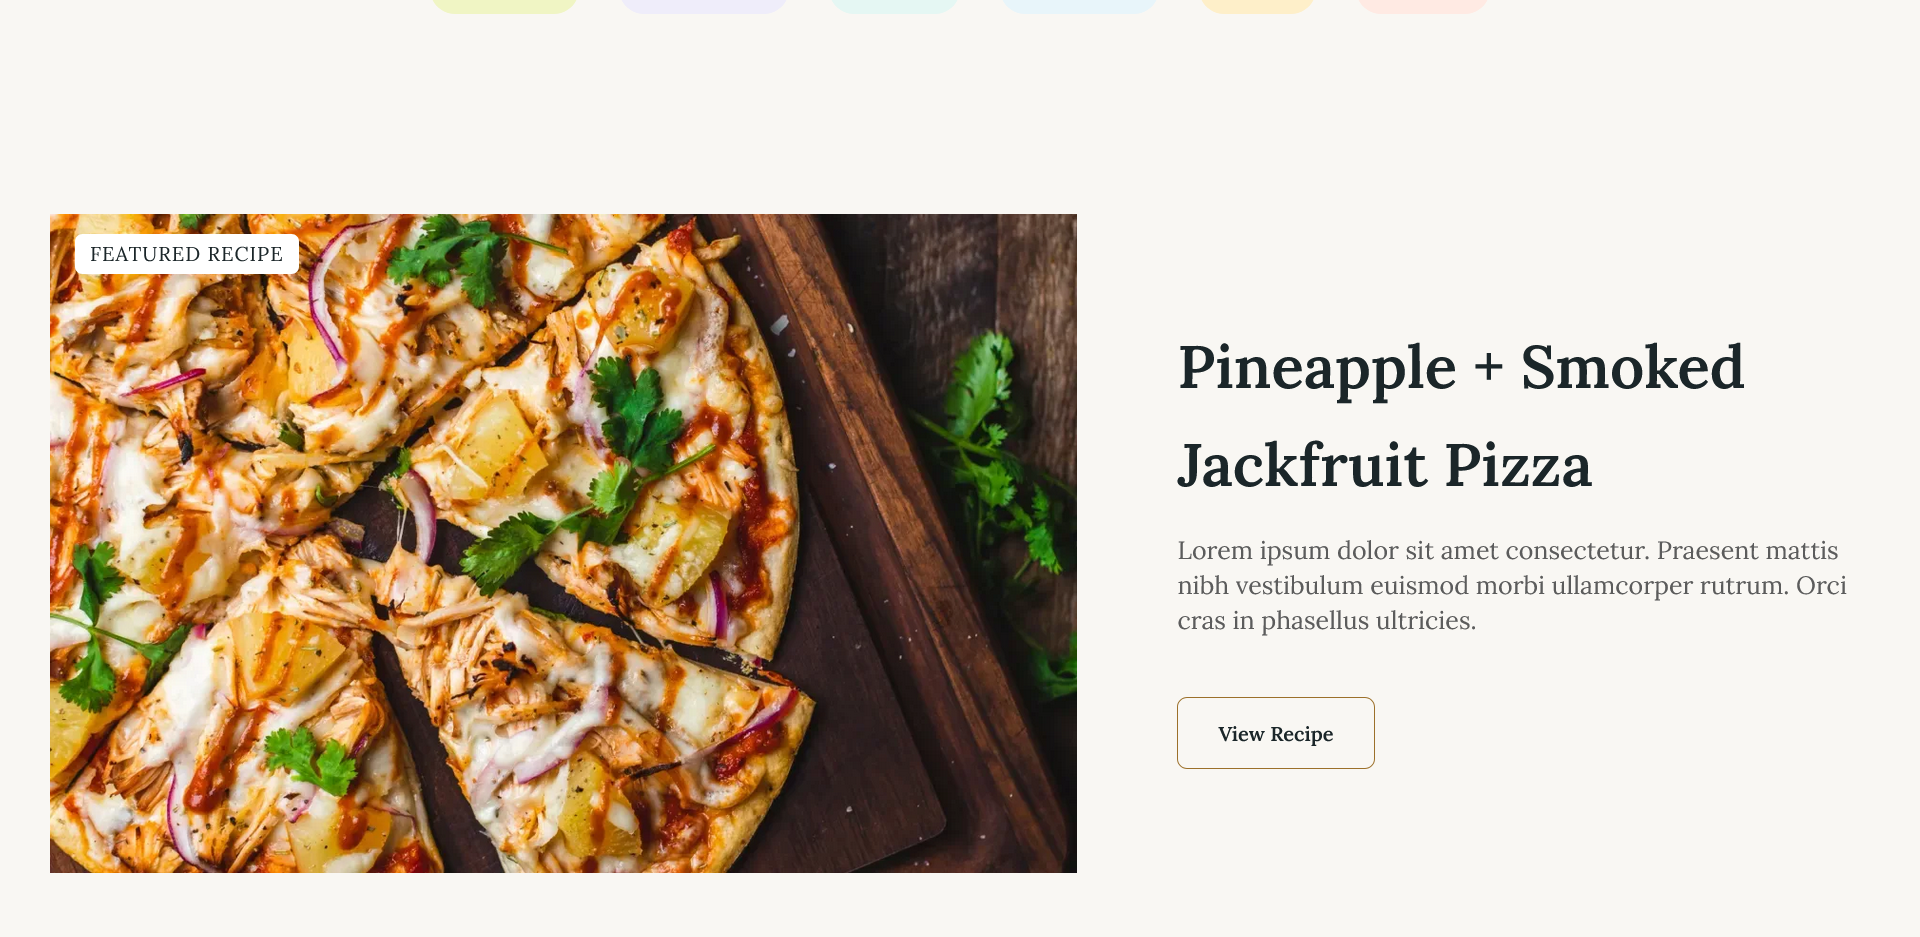 FEATURED RECIPE
Pineapple + Smoked
Jackfruit Pizza
Lorem ipsum dolor sit amet consectetur. Praesent mattis
nibh vestibulum euismod morbi ullamcorper rutrum. Orci
cras in phasellus ultricies.
View Recipe